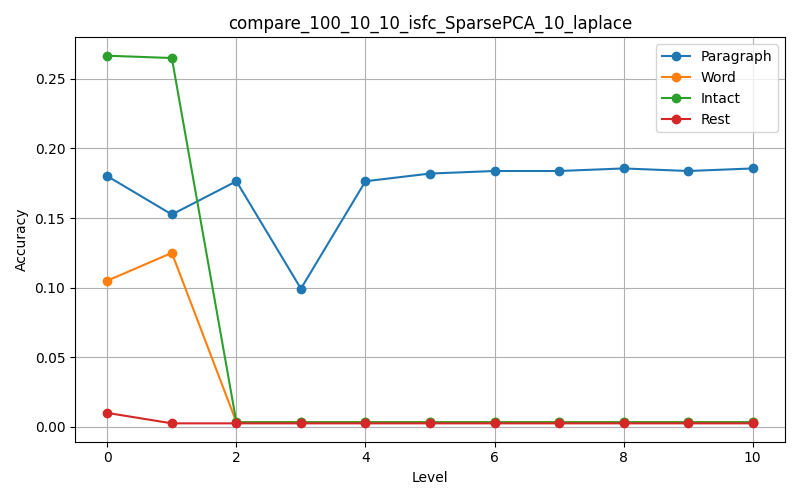 compare_100_10_10_isfc_SparsePCA_10_laplace
Paragraph
Word
Intact
Rest
Accuracy
0.25
0.20
0.15
0.10
0.05
0.00
0 2 4 6 8 10
Level